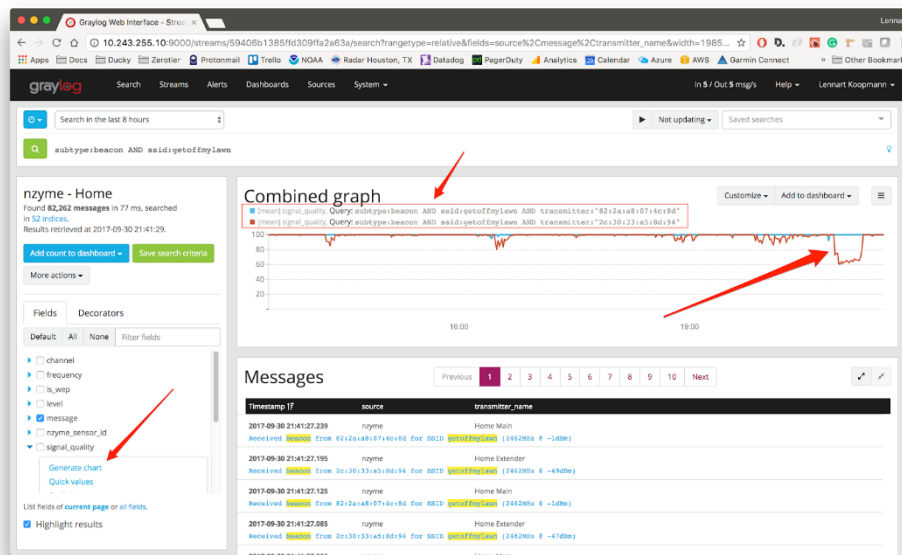 Graylog Web Interface - Strea
Lenna
10.243.255.10:9000/streams/59406b1385ffd309ffa2a63a/search?rangetype=relative&fields=source%2Cmessage%2Ctransmitter_name&width=1985...
Apps Docs Ducky Zerotier Protonmail Trello NOAA Radar Houston, TX Datadog PagerDuty Analytics Calendar Azure AWS Garmin Connect » Other Bookmark
graylog Search Streams Alerts Dashboards Sources System In 5 / Out 5 msg/s Help Lennart Koopmann
Search in the last 8 hours Not updating Saved searches
subtype:beacon AND ssid:getoffmylawn
nzyme - Home
Found 82,262 messages in 77 ms, searched
in 52 indices.
Results retrieved at 2017-09-30 21:41:29.
Add count to dashboard Save search criteria
More actions
Fields Decorators
Default All None Filter fields
channel
frequency
is_wep
level
message
nzyme_sensor_id
signal_quality
Generate chart
Quick values
List fields of current page or all fields.
Highlight results
Combined graph Customize Add to dashboard
[mean] signal_quality, Query: subtype:beacon AND ssid:getoffmylawn AND transmitter:"82:2a:a8:07:4c:8d"
[mean] signal_quality, Query: subtype:beacon AND ssid:getoffmylawn AND transmitter:"2c:30:33:a5:8d:94"
100
80
60
40
20
16:00 19:00
Messages Previous 1 2 3 4 5 6 7 8 9 10 Next
Timestamp source transmitter_name
2017-09-30 21:41:27.239 nzyme Home Main
Received beacon from 82:2a:a8:07:4c:8d for SSID getoffmylawn (2462MHz @ -1dBm)
2017-09-30 21:41:27.195 nzyme Home Extender
Received beacon from 2c:30:33:a5:8d:94 for SSID getoffmylawn (2462MHz @ -49dBm)
2017-09-30 21:41:27.125 nzyme Home Main
Received beacon from 82:2a:a8:07:4c:8d for SSID getoffmylawn (2462MHz @ -1dBm)
2017-09-30 21:41:27.085 nzyme Home Extender
Received beacon from 2c:30:33:a5:8d:94 for SSID getoffmylawn (2462MHz @ -47dBm)